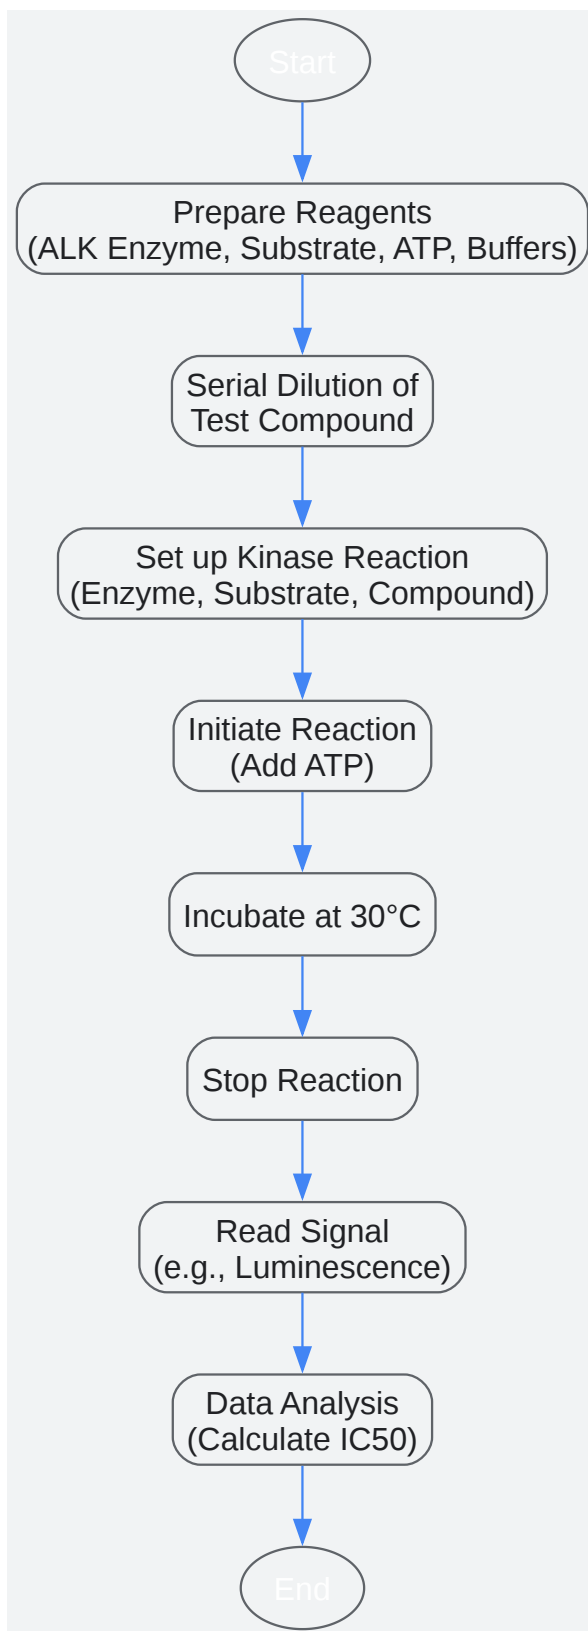 Start
Prepare Reagents
(ALK Enzyme, Substrate, ATP, Buffers)
Serial Dilution of
Test Compound
Set up Kinase Reaction
(Enzyme, Substrate, Compound)
Initiate Reaction
(Add ATP)
Incubate at 30°C
Stop Reaction
Read Signal
(e.g., Luminescence)
Data Analysis
(Calculate IC50)
End